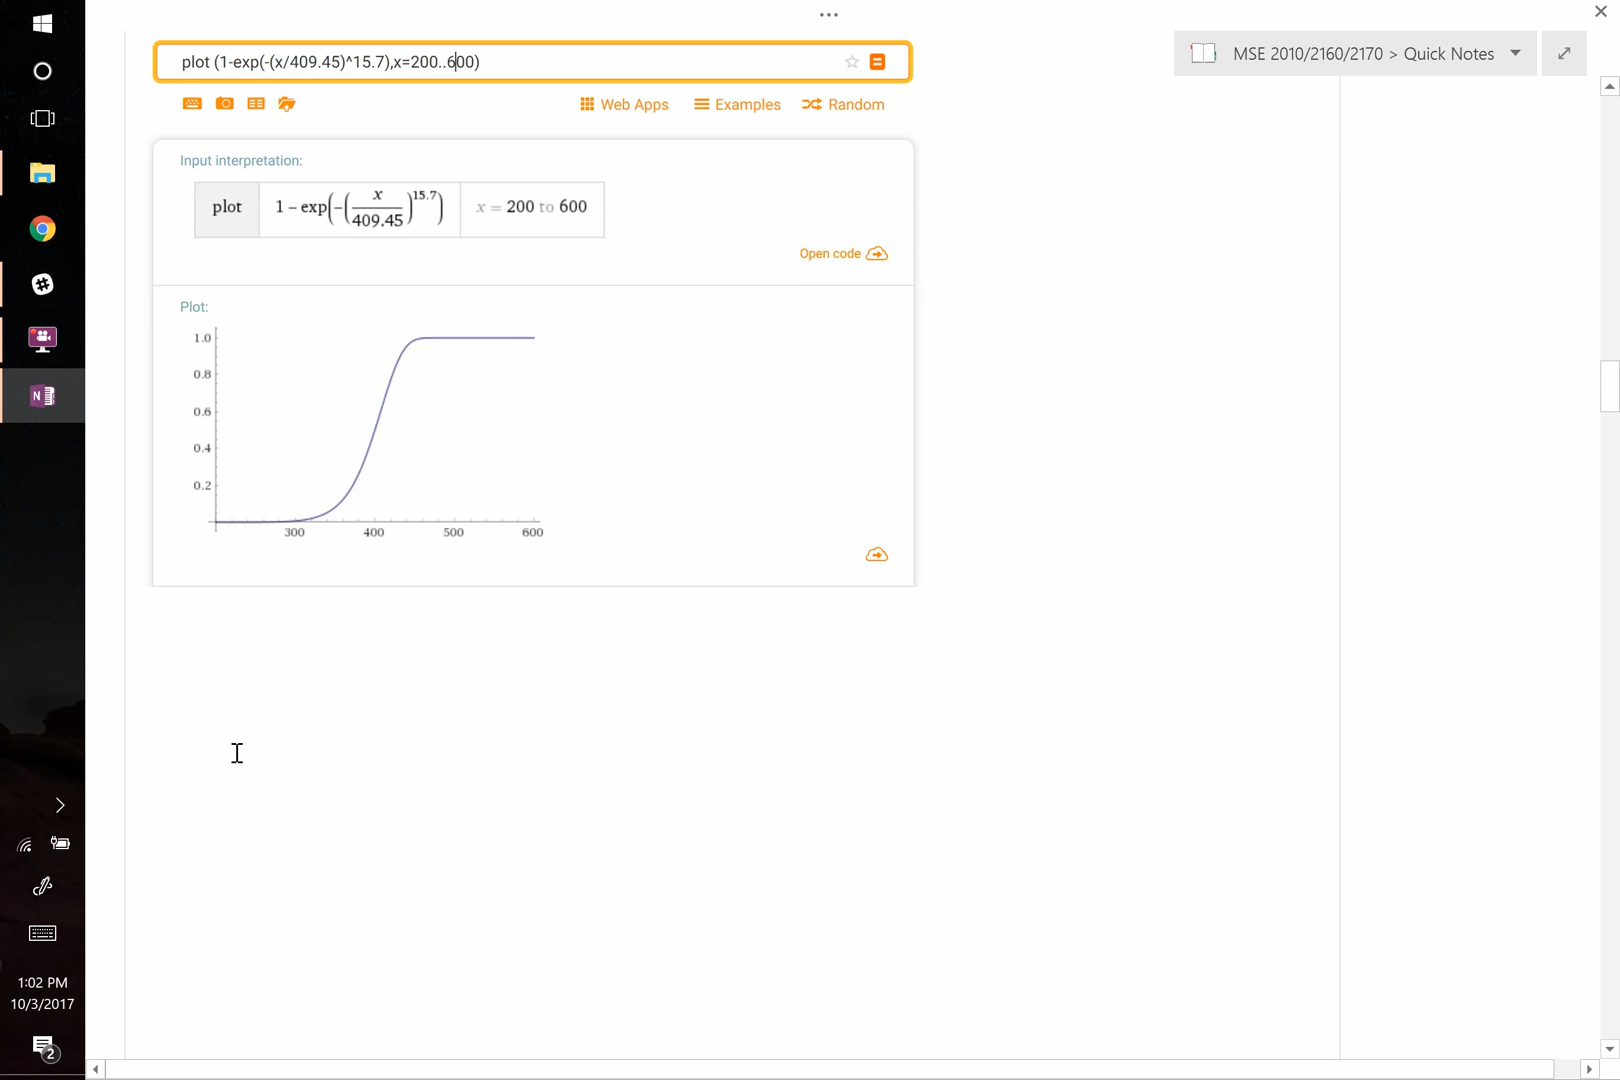 plot (1-exp(-(x/409.45)^15.7),x=200..600)
MSE 2010/2160/2170 > Quick Notes
Web Apps Examples Random
Input interpretation:
plot 1 – exp(-(x/409.45)^15.7) x = 200 to 600
Open code
Plot:
1.0
0.8
0.6
0.4
0.2
300 400 500 600
N
1:02 PM
10/3/2017
2